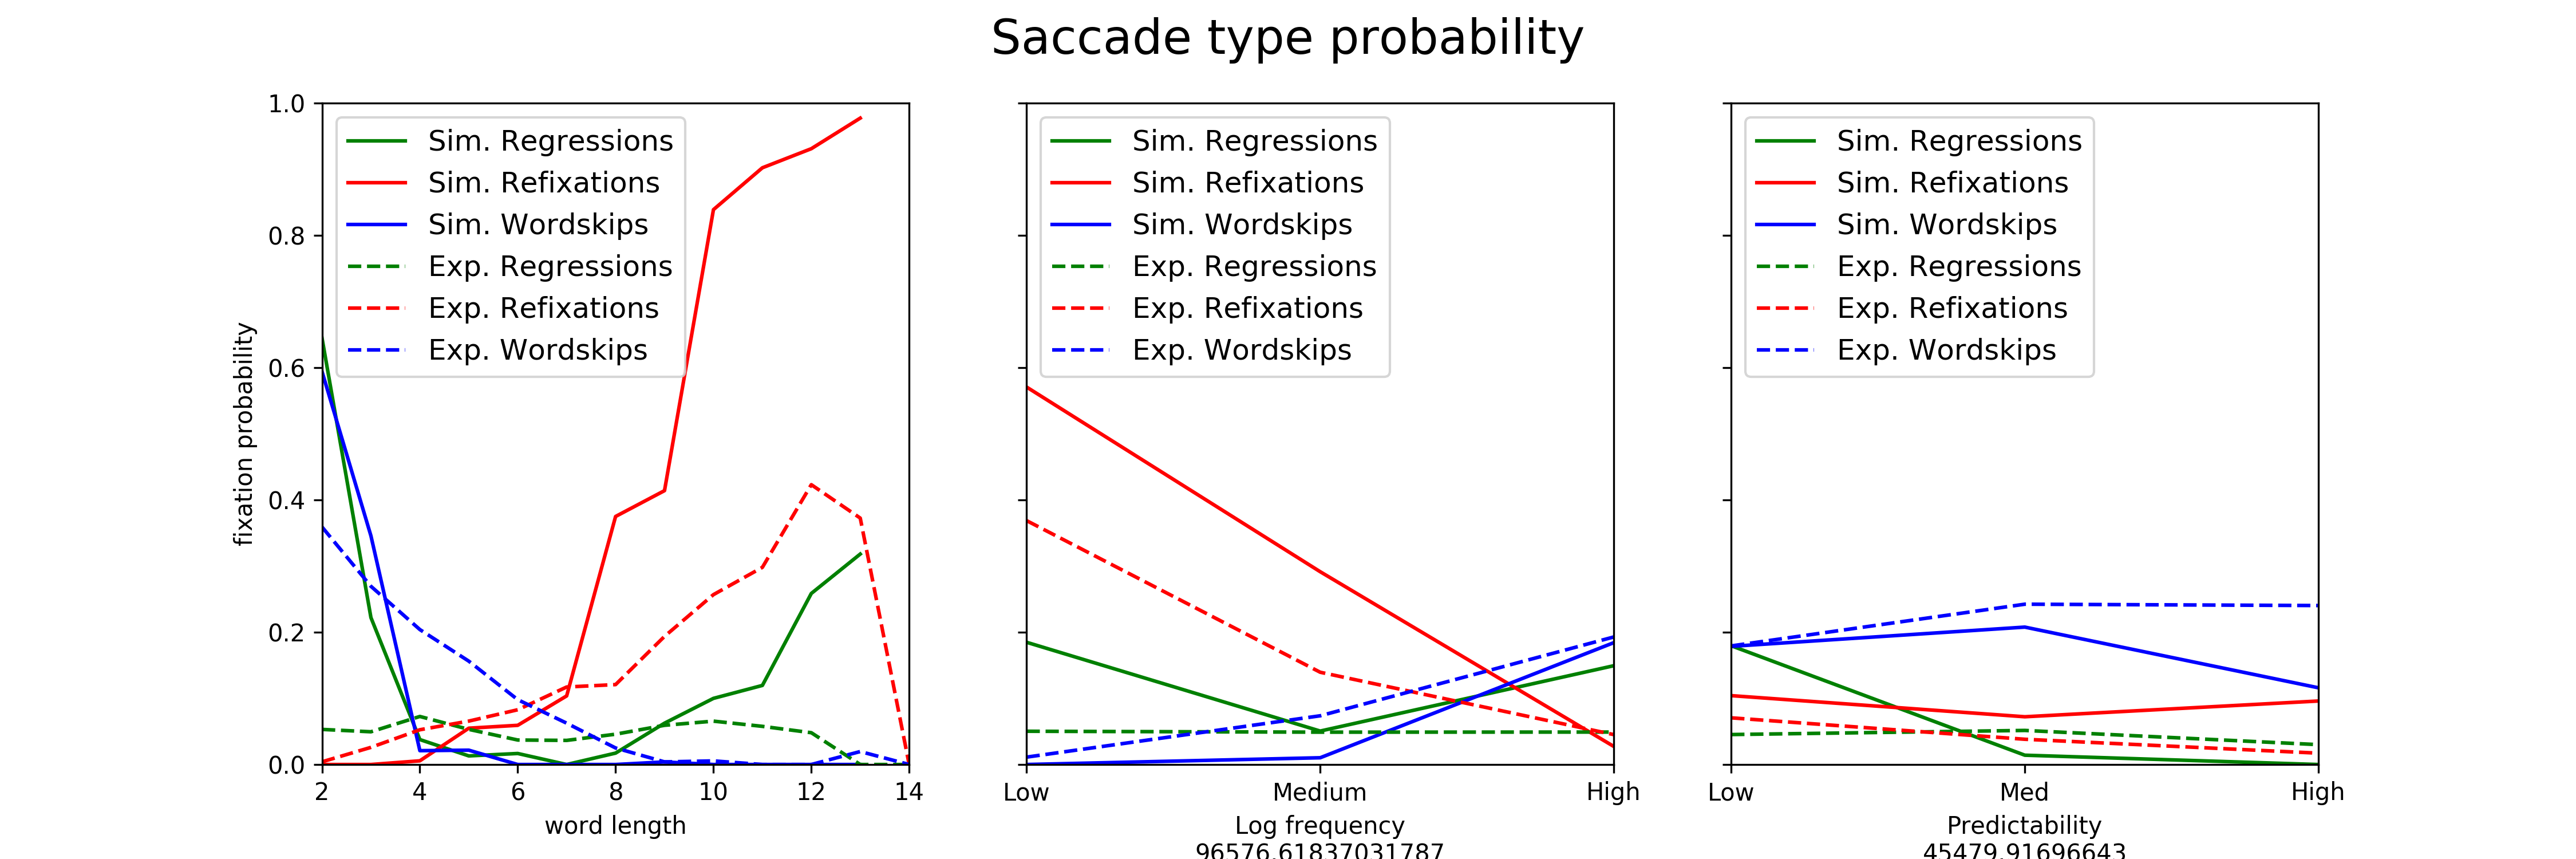 Saccade type probability
1.0
0.8
0.6
0.4
0.2
0.0
fixation probability
Sim. Regressions
Sim. Refixations
Sim. Wordskips
Exp. Regressions
Exp. Refixations
Exp. Wordskips
2 4 6 8 10 12 14
word length
Sim. Regressions
Sim. Refixations
Sim. Wordskips
Exp. Regressions
Exp. Refixations
Exp. Wordskips
Low Medium High
Log frequency
96576.61837031787
Sim. Regressions
Sim. Refixations
Sim. Wordskips
Exp. Regressions
Exp. Refixations
Exp. Wordskips
Low Med High
Predictability
45479.91696643